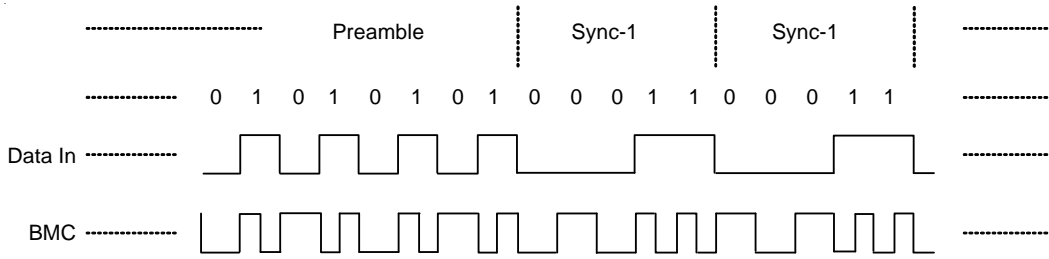 Preamble Sync-1 Sync-1
0 1 0 1 0 1 0 1 0 0 0 1 1 0 0 0 1 1
Data In
BMC